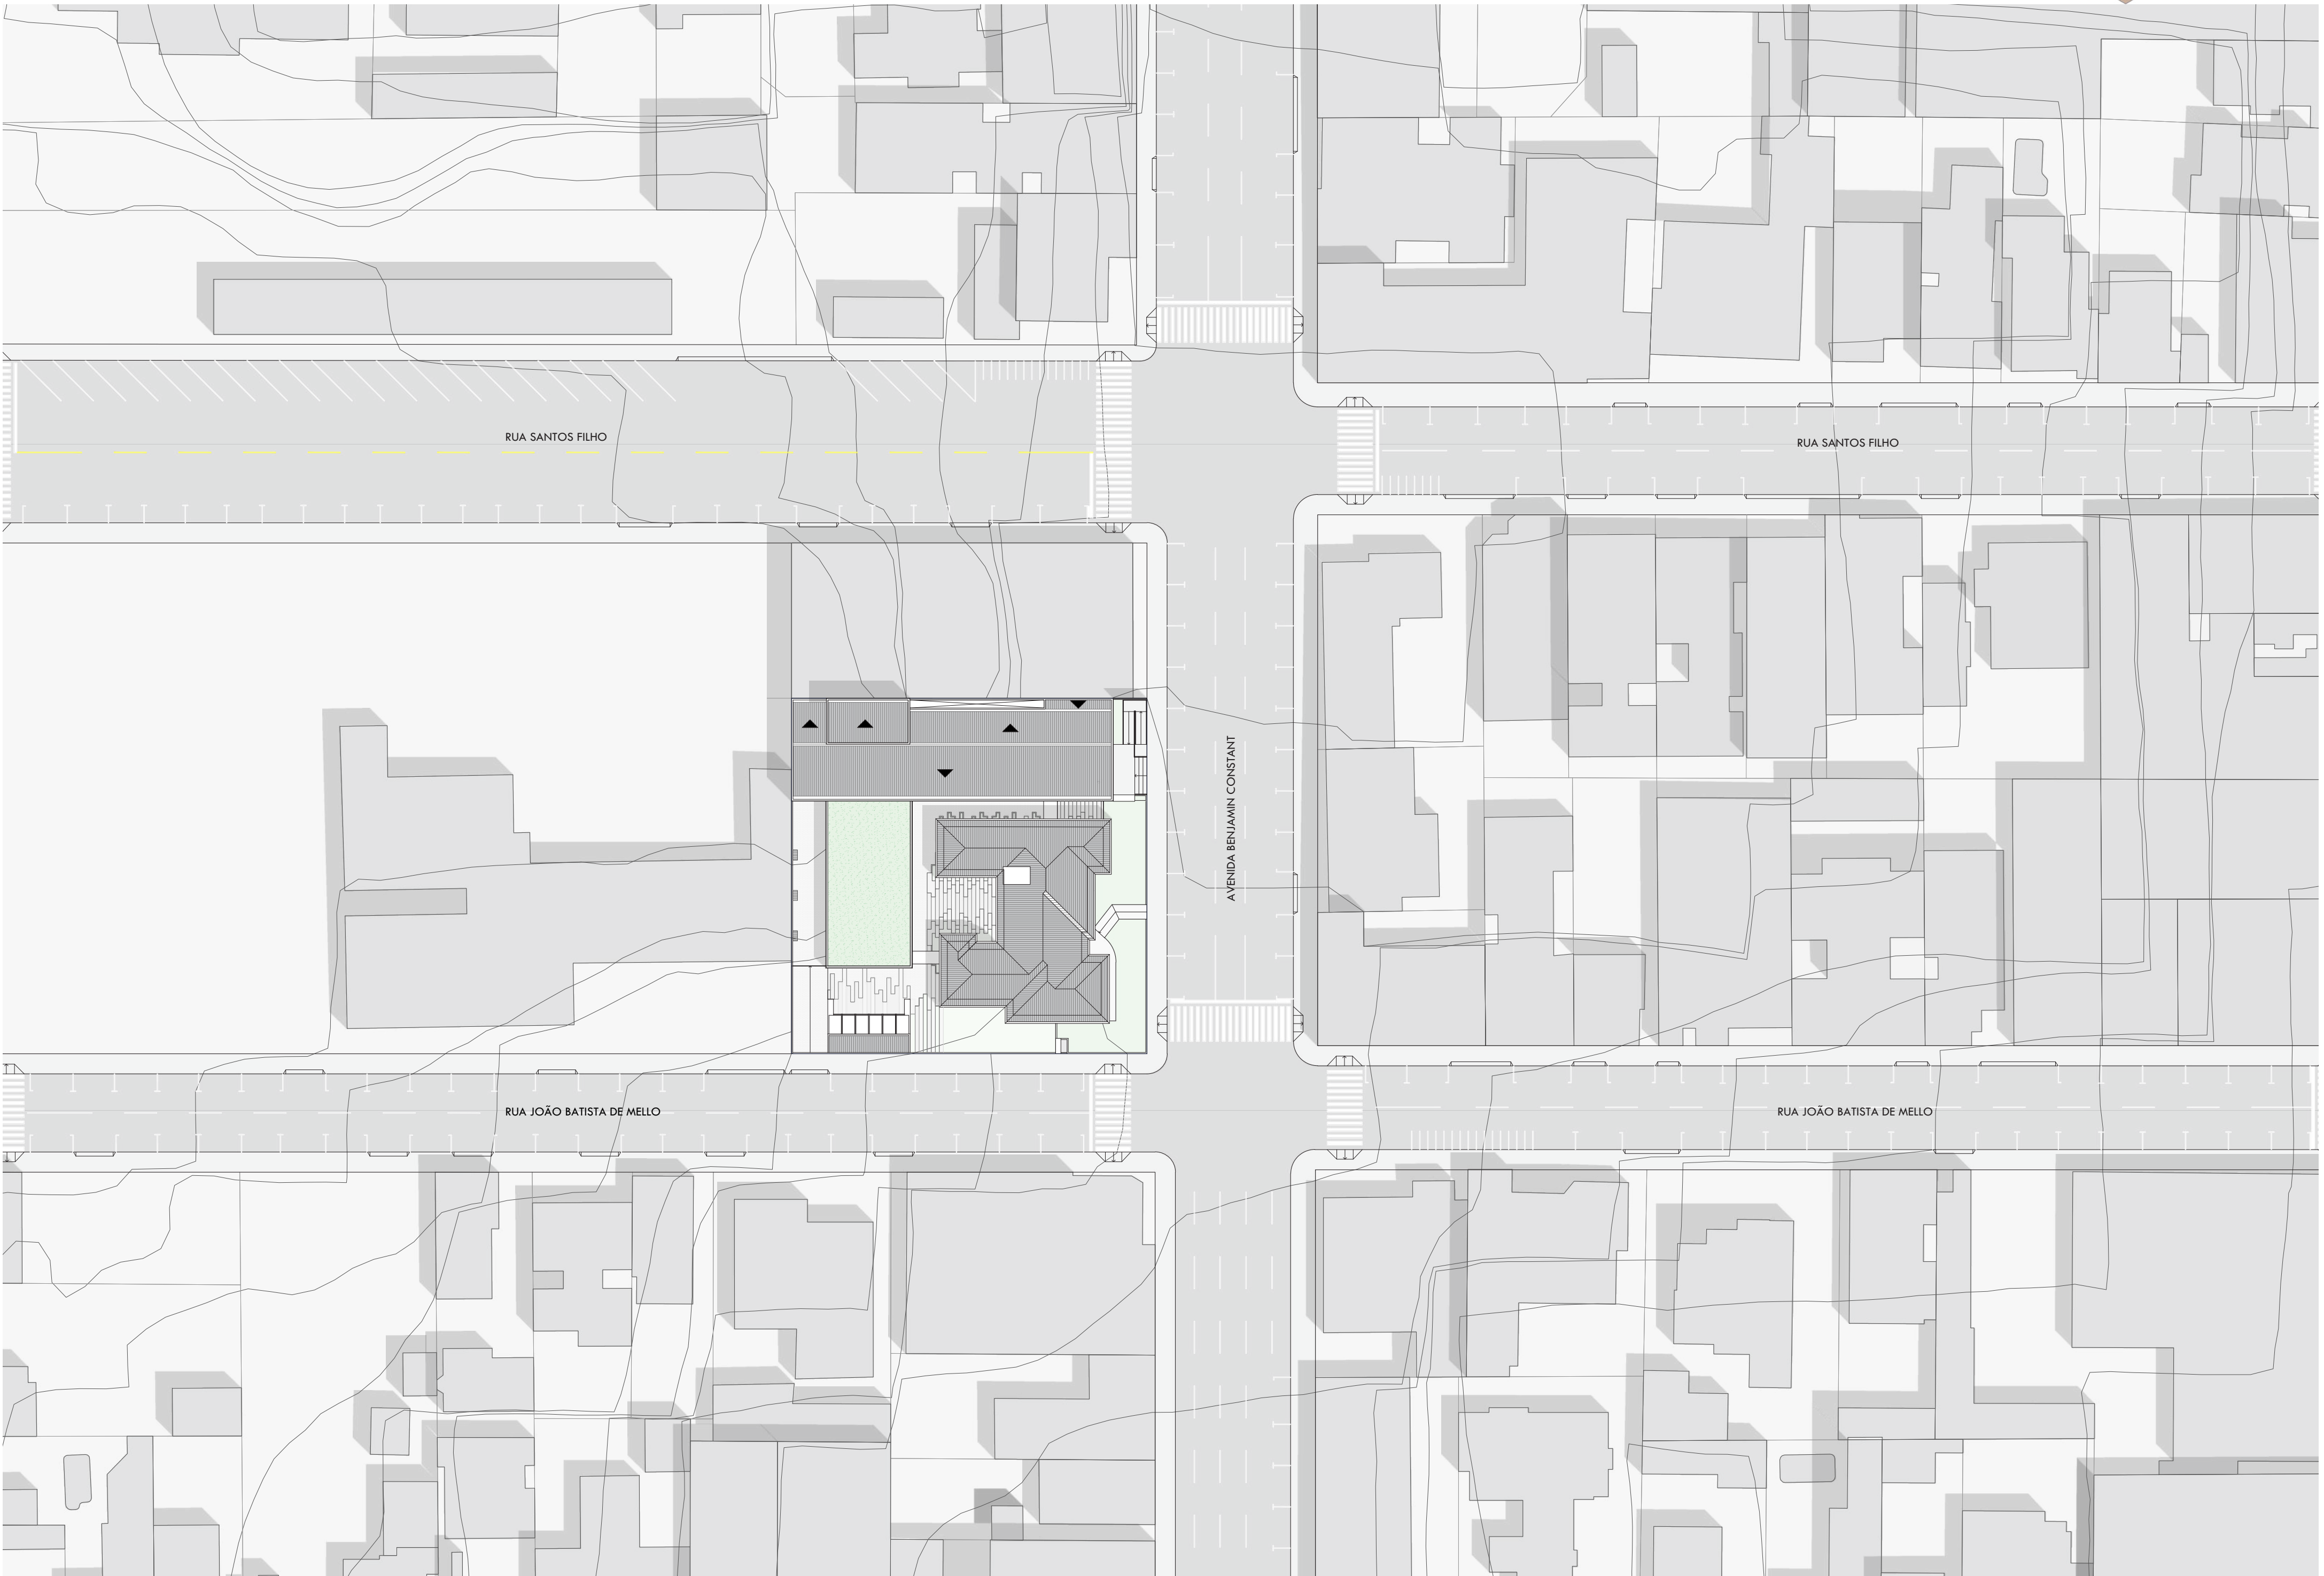 RUA SANTOS FILHO
RUA SANTOS FILHO
AVENIDA BENJAMIN CONSTANT
RUA JOÃO BATISTA DE MELLO
RUA JOÃO BATISTA DE MELLO